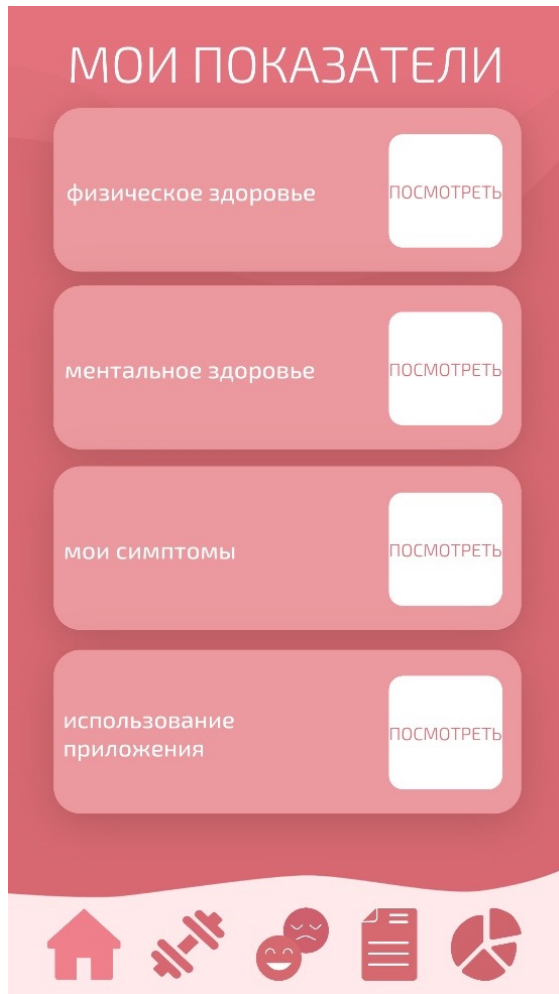 МОИ ПОКАЗАТЕЛИ
физическое здоровье
ПОСМОТРЕТЬ
ментальное здоровье
ПОСМОТРЕТЬ
мои симптомы
ПОСМОТРЕТЬ
использование
приложения
ПОСМОТРЕТЬ